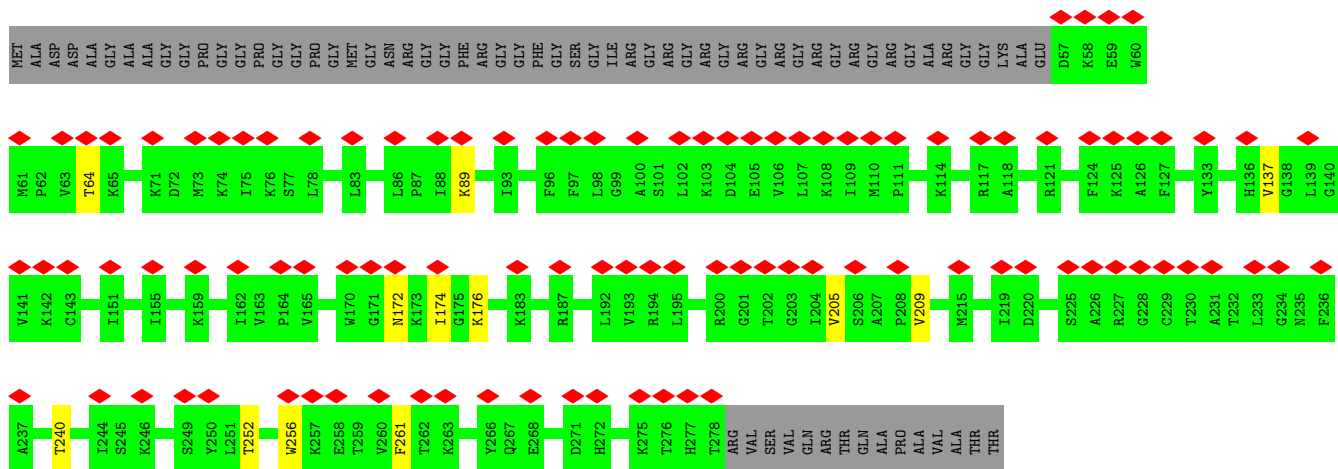 MET ALA ASP ASP ALA GLY ALA ALA GLY GLY PRO GLY GLY PRO GLY GLY PRO GLY MET GLY ASN ARG GLY GLY PHE ARG GLY GLY PHE GLY SER GLY ILE ARG GLY ARG GLY ARG GLY ARG GLY ARG GLY ARG GLY ARG GLY ARG GLY ALA ARG GLY GLY LYS ALA GLU D57 K58 E59 W60
M61 P62 V63 T64 K65 K71 D72 M73 K74 I75 K76 S77 L78 L83 L86 P87 I88 K89 I93 F96 F97 L98 G99 A100 S101 L102 K103 D104 E105 V106 L107 K108 I109 M110 P111 K114 R117 A118 R121 F124 K125 A126 F127 Y133 H136 V137 G138 L139 G140
V141 K142 C143 I151 I155 K159 I162 V163 P164 V165 W170 G171 N172 K173 I174 G175 K176 K183 R187 L192 V193 R194 L195 R200 G201 T202 G203 I204 V205 S206 A207 P208 V209 M215 I219 D220 S225 A226 R227 G228 C229 T230 A231 T232 L233 G234 N235 F236
A237 T240 I244 S245 K246 S249 Y250 L251 T252 W256 K257 E258 T259 V260 F261 T262 K263 Y266 Q267 E268 D271 H272 K275 T276 H277 T278 ARG VAL SER VAL GLN ARG THR GLN ALA PRO ALA VAL ALA THR THR